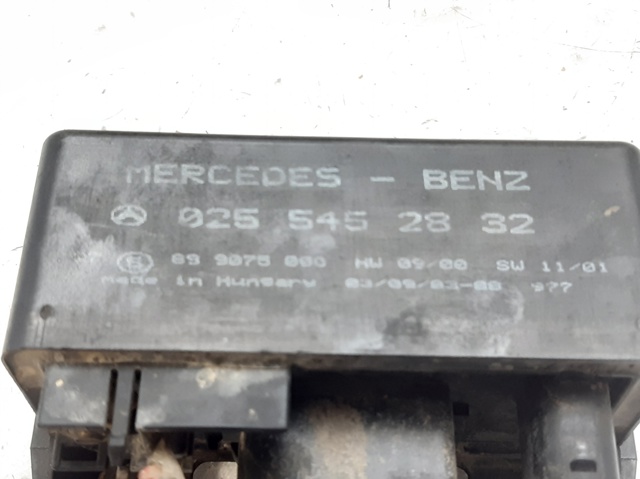 MERCEDES - BENZ
025 545 28 32
89 9075 000 HW 09/00 SW 11/01
made in Hungary 03/09/03-00 977